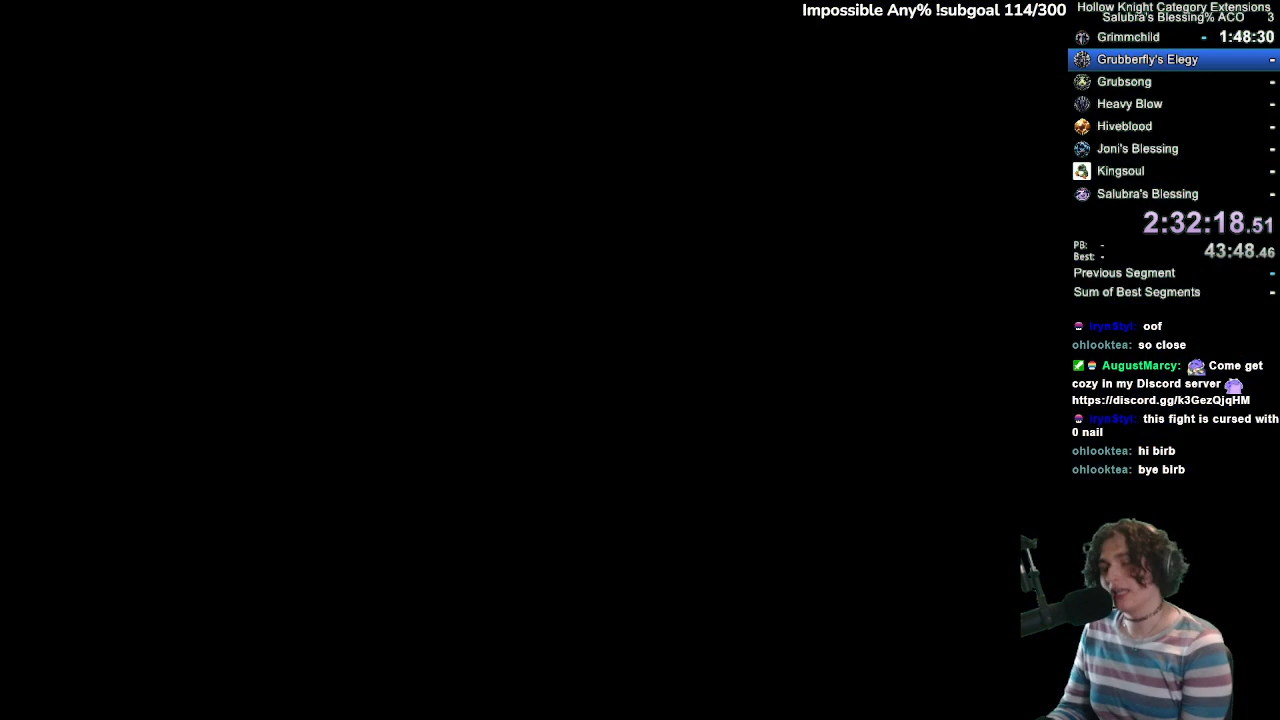 Impossible Any% !subgoal 114/300
Hollow Knight Category Extensions
Salubra's Blessing% ACO 3
Grimmchild - 1:48:30
Grubberfly's Elegy -
Grubsong -
Heavy Blow -
Hiveblood -
Joni's Blessing -
Kingsoul -
Salubra's Blessing -
2:32:18.51
PB: -
Best: -
43:48.46
Previous Segment -
Sum of Best Segments -
oof
ohlooktea: so close
AugustMarcy: Come get
cozy in my Discord server
https://discord.gg/k3GezQjqHM
this fight is cursed with
0 nail
ohlooktea: hi birb
ohlooktea: bye birb